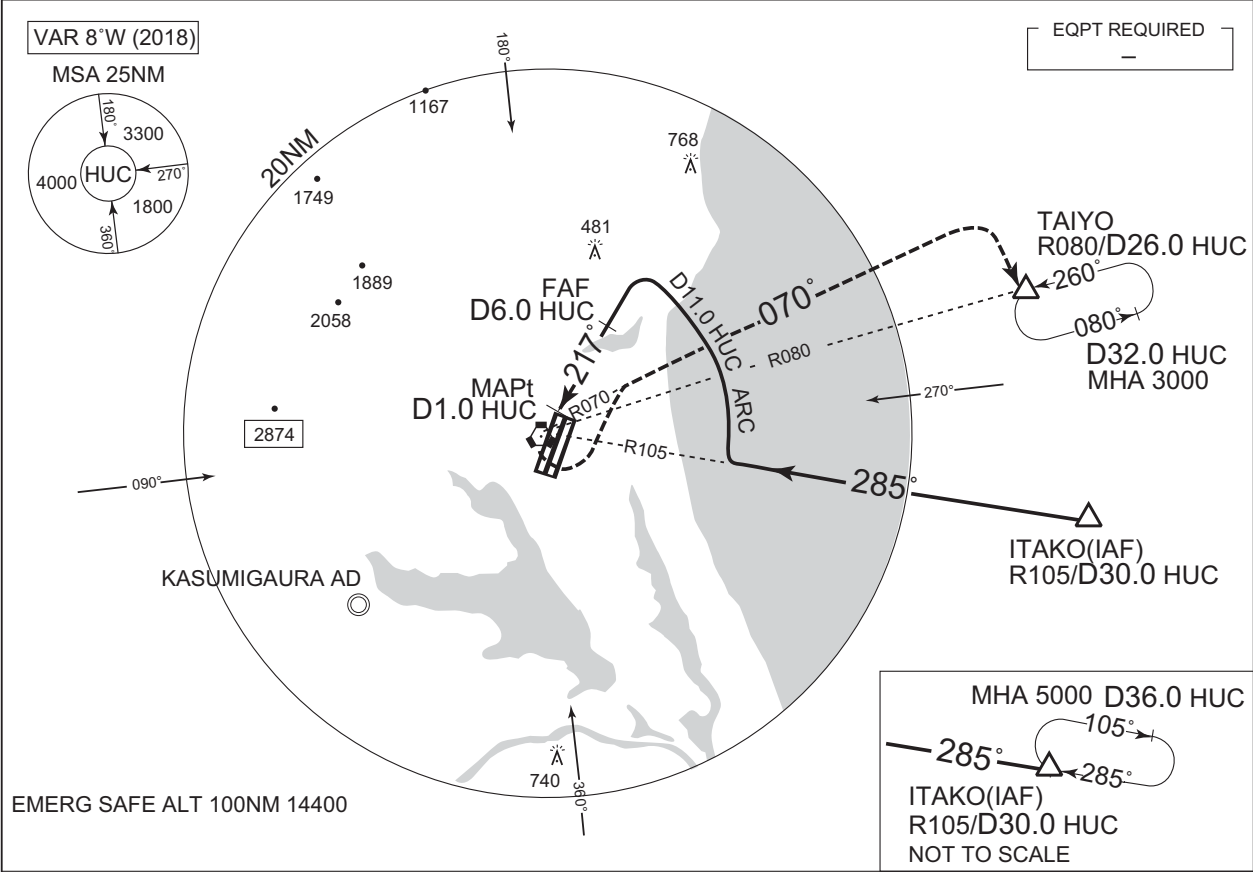 VAR 8°W (2018)
MSA 25NM
180°
3300
HUC
4000
270°
1800
360°
EQPT REQUIRED
–
180°
1167
20NM
768
1749
481
1889
2058
TAIYO
R080/D26.0 HUC
260°
080°
D32.0 HUC
MHA 3000
FAF
D6.0 HUC
217°
D11.0 HUC ARC
070°
R080
MAPt
D1.0 HUC
R070
270°
2874
R105
285°
090°
ITAKO(IAF)
R105/D30.0 HUC
KASUMIGAURA AD
740
360°
EMERG SAFE ALT 100NM 14400
MHA 5000 D36.0 HUC
105°
285°
285°
ITAKO(IAF)
R105/D30.0 HUC
NOT TO SCALE